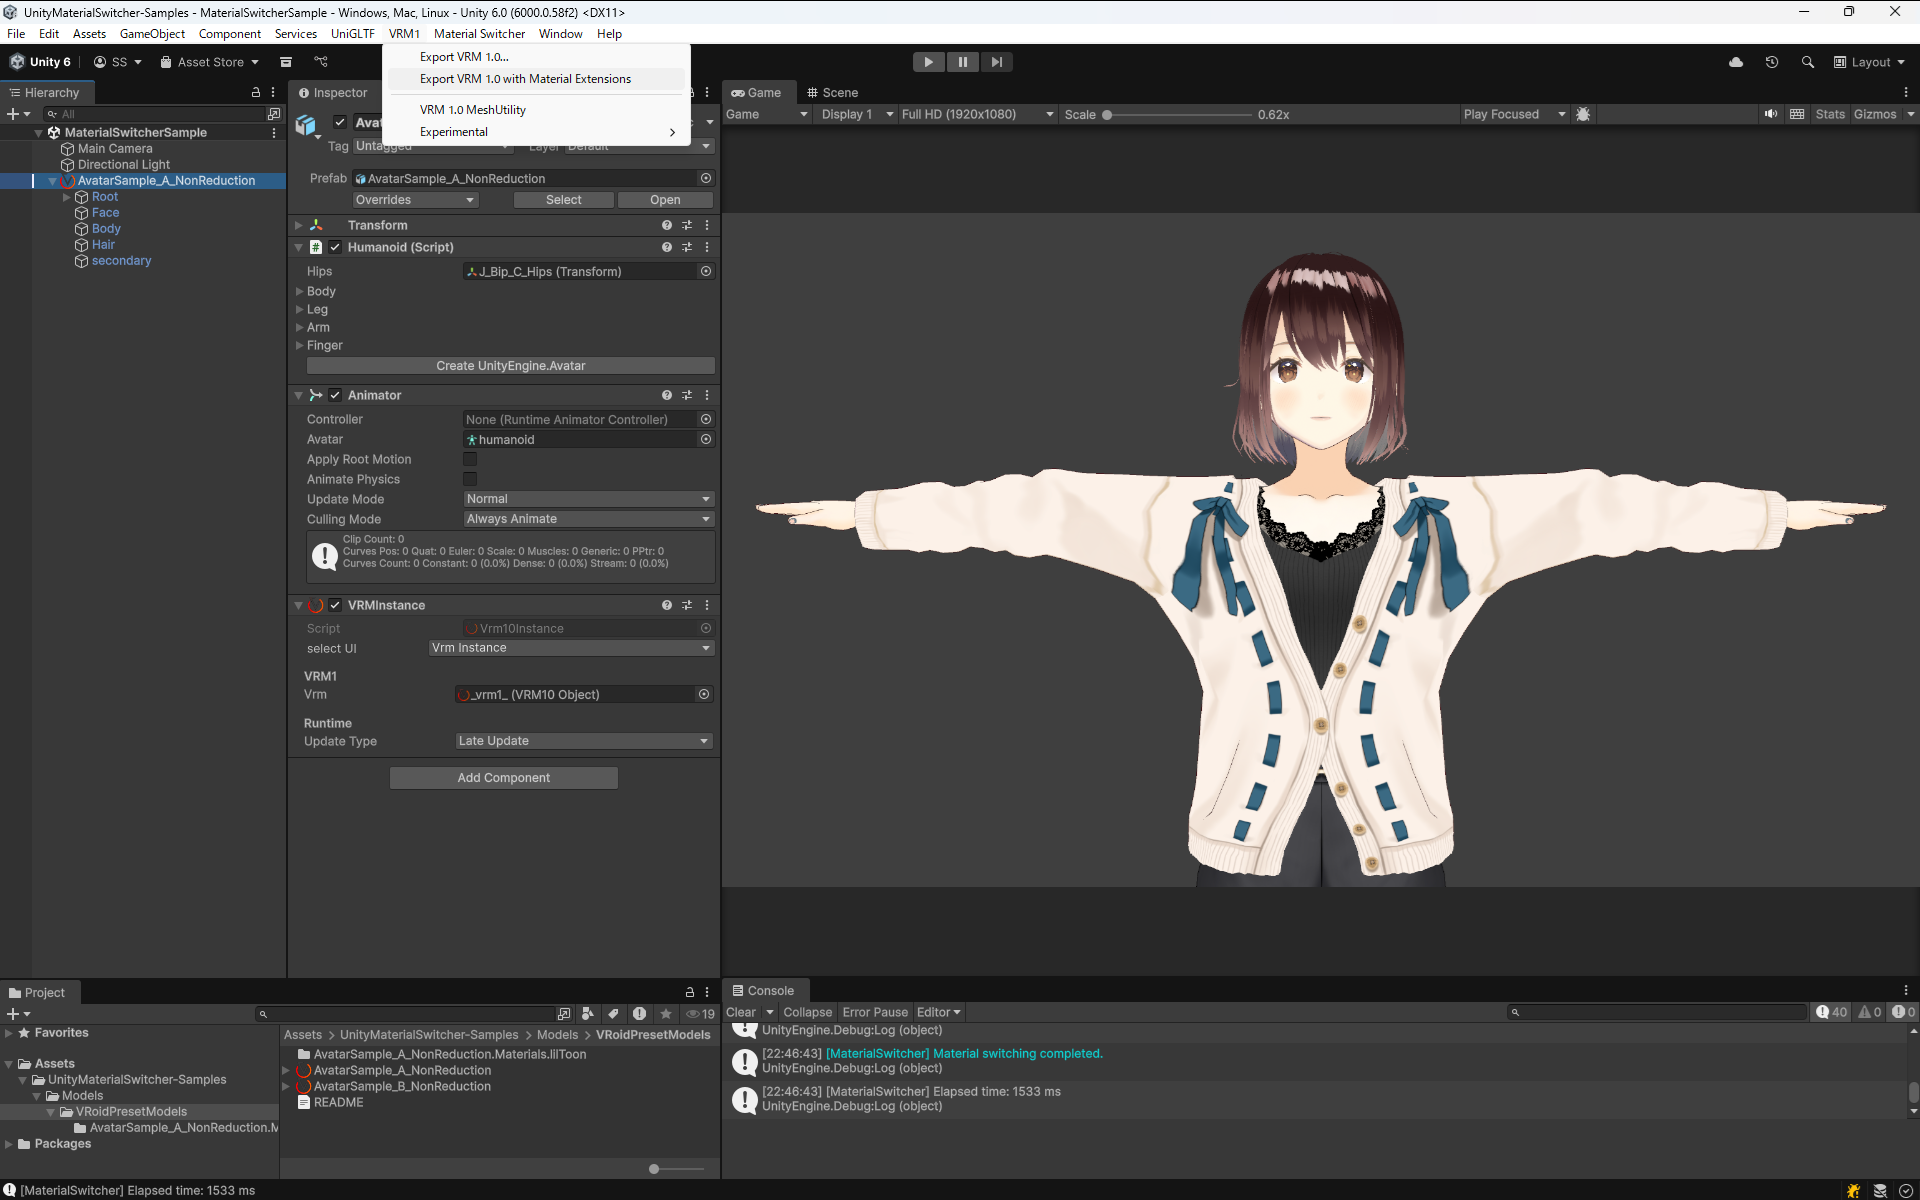 UnityMaterialSwitcher-Samples - MaterialSwitcherSample - Windows, Mac, Linux - Unity 6.0 (6000.0.58f2) <DX11>
File Edit Assets GameObject Component Services UniGLTF VRM1 Material Switcher Window Help
Unity 6 SS Asset Store Layout
Export VRM 1.0...
Export VRM 1.0 with Material Extensions
VRM 1.0 MeshUtility
Experimental
Hierarchy
All
MaterialSwitcherSample
Main Camera
Directional Light
AvatarSample_A_NonReduction
Root
Face
Body
Hair
secondary
Inspector
Tag Untagged Layer Default
Prefab AvatarSample_A_NonReduction
Overrides Select Open
Transform
# Humanoid (Script)
Hips J_Bip_C_Hips (Transform)
Body
Leg
Arm
Finger
Create UnityEngine.Avatar
Animator
Controller None (Runtime Animator Controller)
Avatar humanoid
Apply Root Motion
Animate Physics
Update Mode Normal
Culling Mode Always Animate
Clip Count: 0
Curves Pos: 0 Quat: 0 Euler: 0 Scale: 0 Muscles: 0 Generic: 0 PPtr: 0
Curves Count: 0 Constant: 0 (0.0%) Dense: 0 (0.0%) Stream: 0 (0.0%)
VRMInstance
Script Vrm10Instance
select UI Vrm Instance
VRM1
Vrm _vrm1_ (VRM10 Object)
Runtime
Update Type Late Update
Add Component
Game Scene
Game Display 1 Full HD (1920x1080) Scale 0.62x Play Focused Stats Gizmos
Project
19
Favorites
Assets
UnityMaterialSwitcher-Samples
Models
VRoidPresetModels
AvatarSample_A_NonReduction.M
Packages
Assets > UnityMaterialSwitcher-Samples > Models > VRoidPresetModels
AvatarSample_A_NonReduction.Materials.lilToon
AvatarSample_A_NonReduction
AvatarSample_B_NonReduction
README
Console
Clear Collapse Error Pause Editor 40 0 0
UnityEngine.Debug:Log (object)
[22:46:43] [MaterialSwitcher] Material switching completed.
UnityEngine.Debug:Log (object)
[22:46:43] [MaterialSwitcher] Elapsed time: 1533 ms
UnityEngine.Debug:Log (object)
[MaterialSwitcher] Elapsed time: 1533 ms